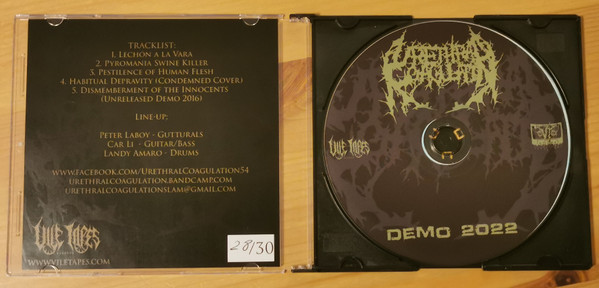 Tracklist:
1. Lechón a la Vara
2. Pyromania Swine Killer
3. Pestilence of Human Flesh
4. Habitual Depravity (Condemned Cover)
5. Dismemberment of the Innocents
(Unreleased Demo 2016)
Line-up:
Peter Laboy - Gutturals
Car Li - Guitar/Bass
Landy Amaro - Drums
www.facebook.com/UrethralCoagulation54
urethralcoagulation.bandcamp.com
urethralcoagulationslam@gmail.com
Vile Tapes
www.viletapes.com
28/30
Urethral
Coagulation
Vile Tapes
DEMO 2022